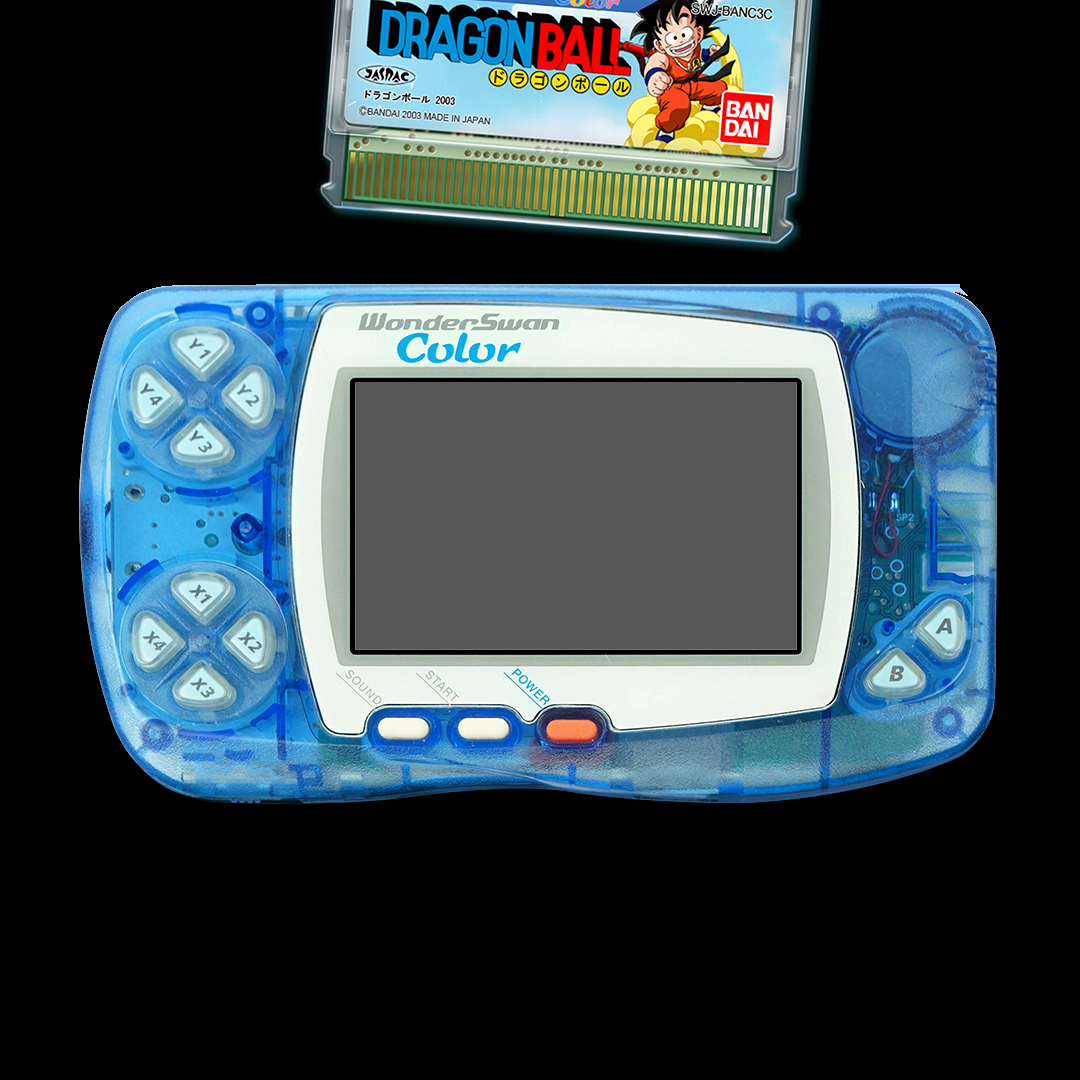 Color
SWJ-BANC3C
DRAGON BALL
ドラゴンボール
JASRAC
ドラゴンボール 2003
©BANDAI 2003 MADE IN JAPAN
BAN
DAI
WonderSwan
Color
Y1
Y4
Y2
Y3
SP2
X1
X4
X2
X3
A
B
SOUND
START
POWER